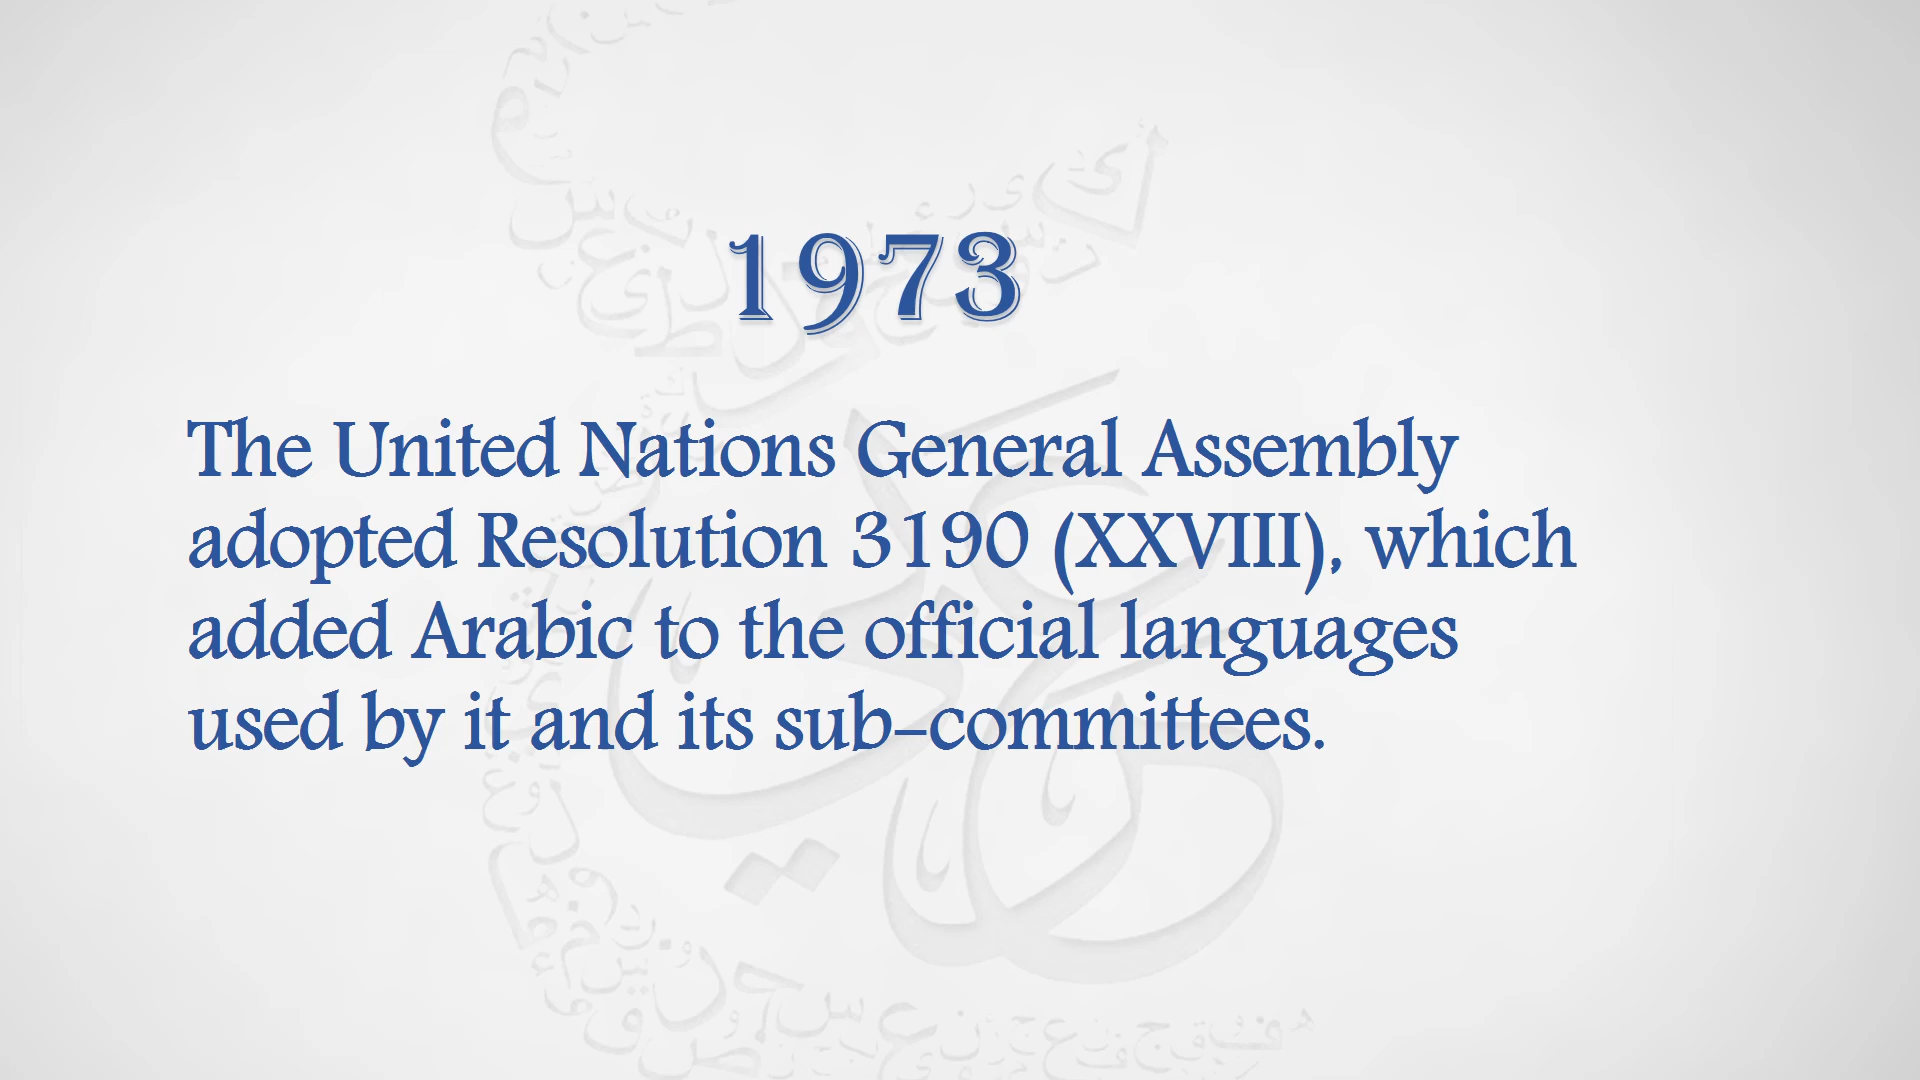 1973
The United Nations General Assembly
adopted Resolution 3190 (XXVIII), which
added Arabic to the official languages
used by it and its sub-committees.